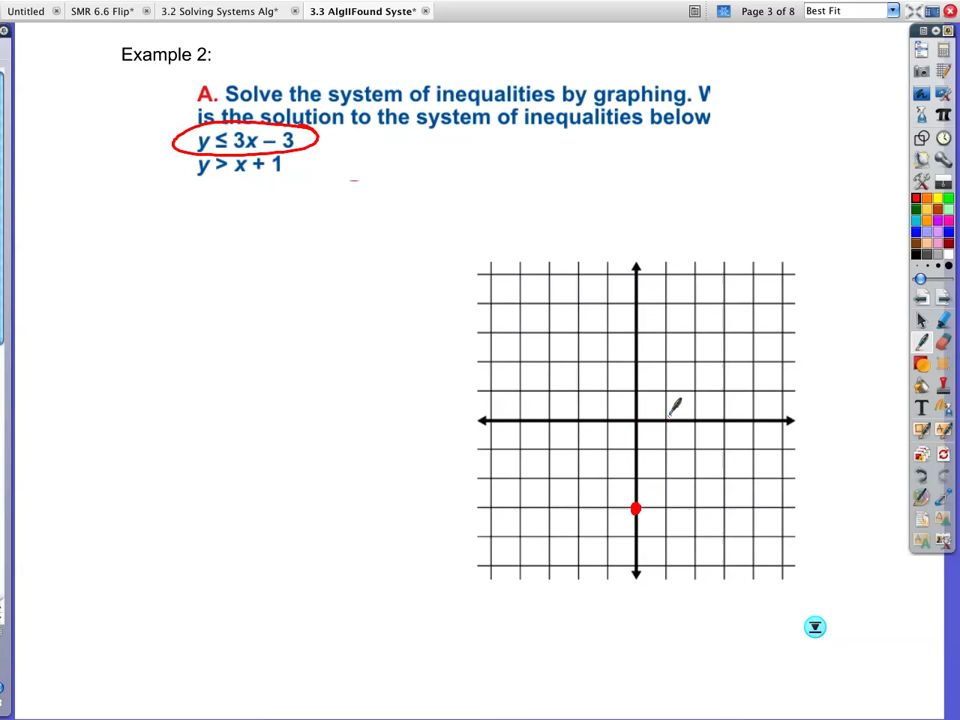 Untitled
SMR 6.6 Flip*
3.2 Solving Systems Alg*
3.3 AlgIIFound Syste*
Page 3 of 8
Best Fit
Example 2:
A. Solve the system of inequalities by graphing. W
is the solution to the system of inequalities below
y ≤ 3x – 3
y > x + 1